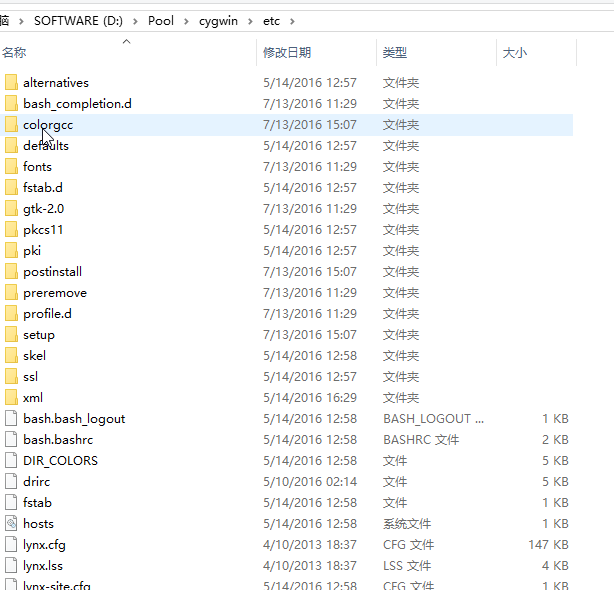 脑 > SOFTWARE (D:) > Pool > cygwin > etc >
名称 修改日期 类型 大小
alternatives 5/14/2016 12:57 文件夹
bash_completion.d 7/13/2016 11:29 文件夹
colorgcc 7/13/2016 15:07 文件夹
defaults 5/14/2016 12:57 文件夹
fonts 7/13/2016 11:29 文件夹
fstab.d 5/14/2016 12:57 文件夹
gtk-2.0 7/13/2016 11:29 文件夹
pkcs11 5/14/2016 12:57 文件夹
pki 5/14/2016 12:57 文件夹
postinstall 7/13/2016 15:07 文件夹
preremove 7/13/2016 11:29 文件夹
profile.d 7/13/2016 11:29 文件夹
setup 7/13/2016 15:07 文件夹
skel 5/14/2016 12:58 文件夹
ssl 5/14/2016 12:57 文件夹
xml 5/14/2016 16:29 文件夹
bash.bash_logout 5/14/2016 12:58 BASH_LOGOUT ... 1 KB
bash.bashrc 5/14/2016 12:58 BASHRC 文件 2 KB
DIR_COLORS 5/14/2016 12:58 文件 5 KB
drirc 5/10/2016 02:14 文件 5 KB
fstab 5/14/2016 12:58 文件 1 KB
hosts 5/14/2016 12:58 系统文件 1 KB
lynx.cfg 4/10/2013 18:37 CFG 文件 147 KB
lynx.lss 4/10/2013 18:37 LSS 文件 4 KB
lynx-site.cfg 5/14/2016 12:58 CFG 文件 1 KB